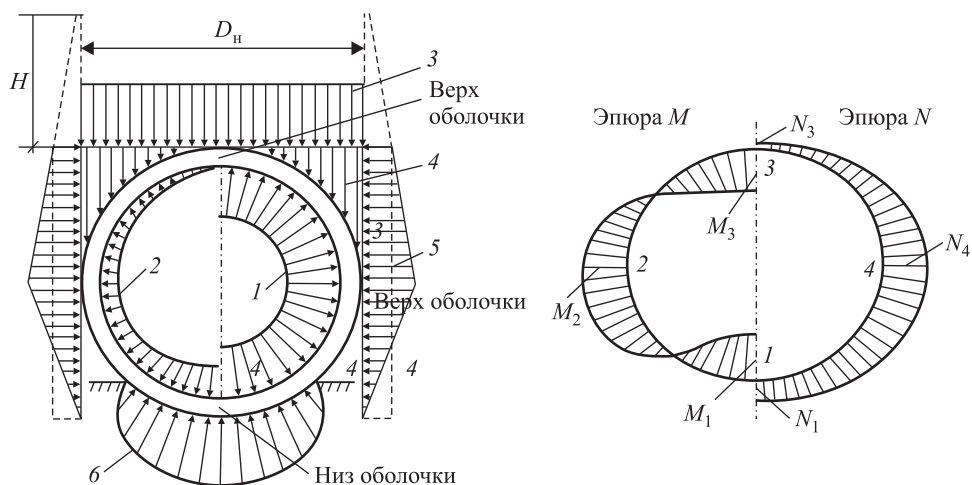 Dн
H
3
Верх
оболочки
4
3
5
2
1
Верх оболочки
4
4
4
6
Низ оболочки
Эпюра M
N3
Эпюра N
3
M3
2
4
N4
M2
1
M1
N1